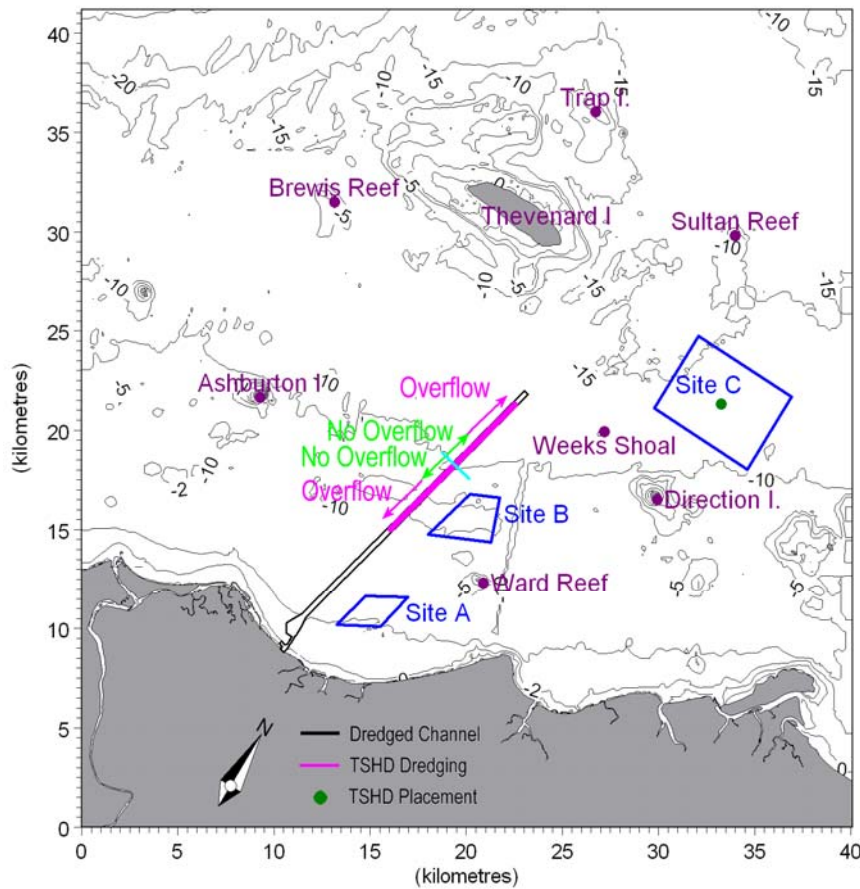 40
35
30
25
20
15
10
5
0
(kilometres)
0 5 10 15 20 25 30 35 40
(kilometres)
-10
-20
-15
-10
-15
-10
-15
Trap I.
-15
-15
Brewis Reef
-5
-5
0
Thevenard I
Sultan Reef
-10
-10
-5
-15
-15
-10
-5
Ashburton I
-10
Overflow
No Overflow
No Overflow
Overflow
-15
Site C
Weeks Shoal
-10
-2
-10
-10
Site B
Direction I.
-5
Ward Reef
-5
-5
Site A
0
-2
0
N
Dredged Channel
TSHD Dredging
TSHD Placement